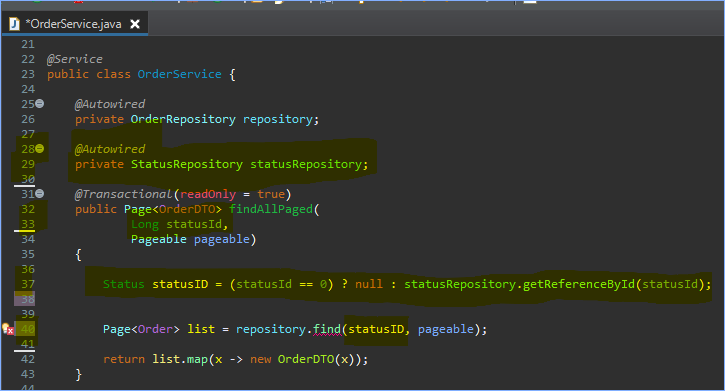 *OrderService.java
21
22 @Service
23 public class OrderService {
24
25 @Autowired
26 private OrderRepository repository;
27
28 @Autowired
29 private StatusRepository statusRepository;
30
31 @Transactional(readOnly = true)
32 public Page<OrderDTO> findAllPaged(
33 Long statusId,
34 Pageable pageable)
35 {
36
37 Status statusID = (statusId == 0) ? null : statusRepository.getReferenceById(statusId);
38
39
40 Page<Order> list = repository.find(statusID, pageable);
41
42 return list.map(x -> new OrderDTO(x));
43 }
44